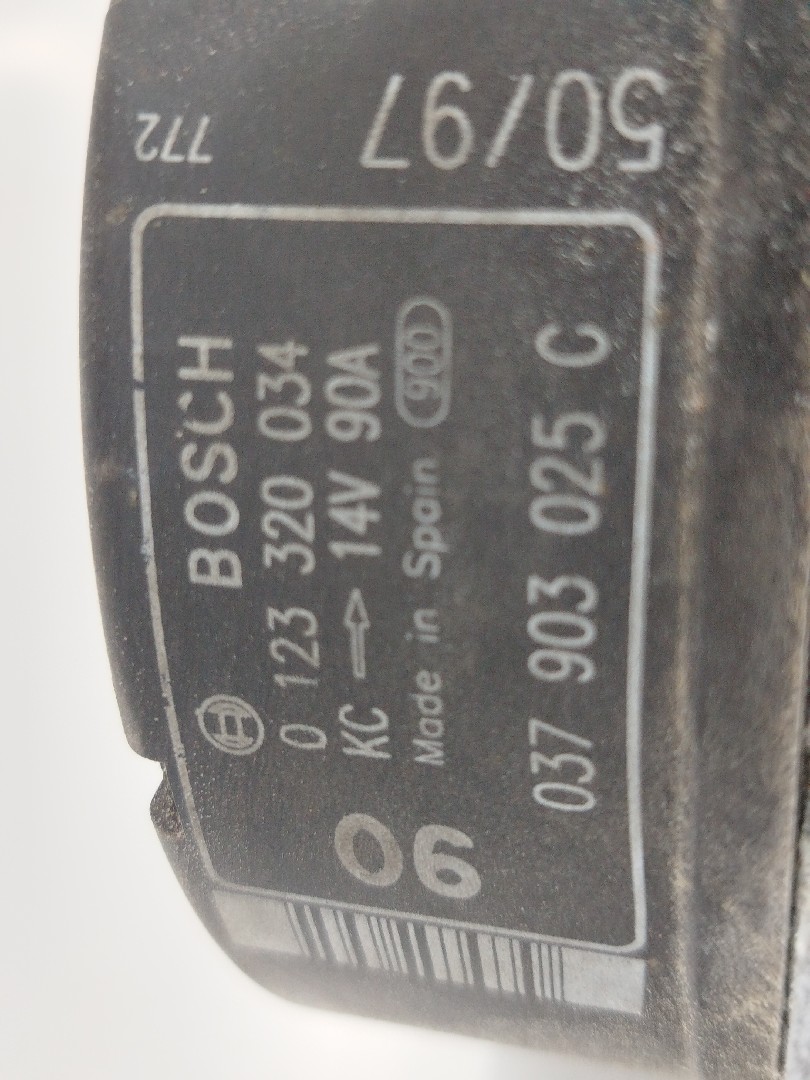 BOSCH
0 123 320 034
KC → 14V 90A
Made in Spain 900
037 903 025 C
06
772
50/97